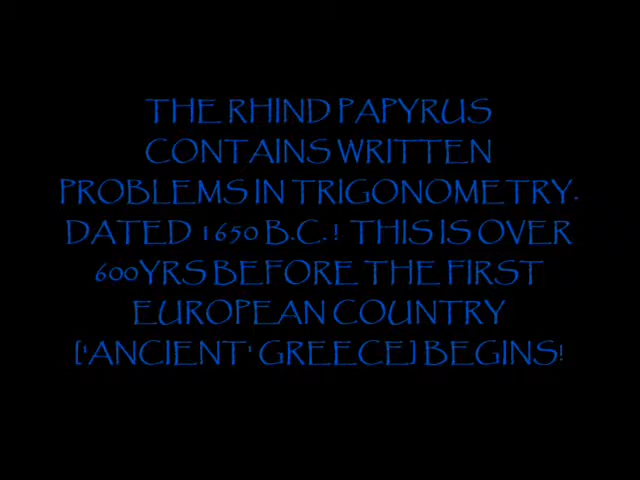 THE RHIND PAPYRUS
CONTAINS WRITTEN
PROBLEMS IN TRIGONOMETRY.
DATED 1650 B.C. ! THIS IS OVER
600YRS BEFORE THE FIRST
EUROPEAN COUNTRY
['ANCIENT' GREECE] BEGINS!